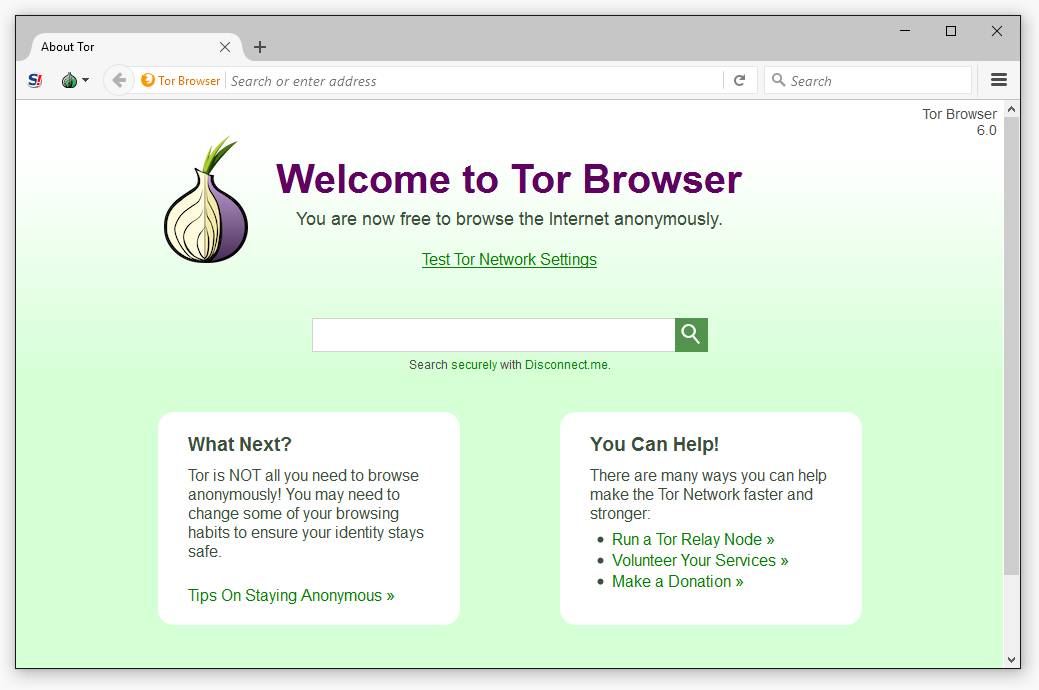 About Tor
S!
Tor Browser
Search or enter address
Search
Tor Browser
6.0
Welcome to Tor Browser
You are now free to browse the Internet anonymously.
Test Tor Network Settings
Search securely with Disconnect.me.
What Next?
Tor is NOT all you need to browse
anonymously! You may need to
change some of your browsing
habits to ensure your identity stays
safe.
Tips On Staying Anonymous »
You Can Help!
There are many ways you can help
make the Tor Network faster and
stronger:
Run a Tor Relay Node »
Volunteer Your Services »
Make a Donation »